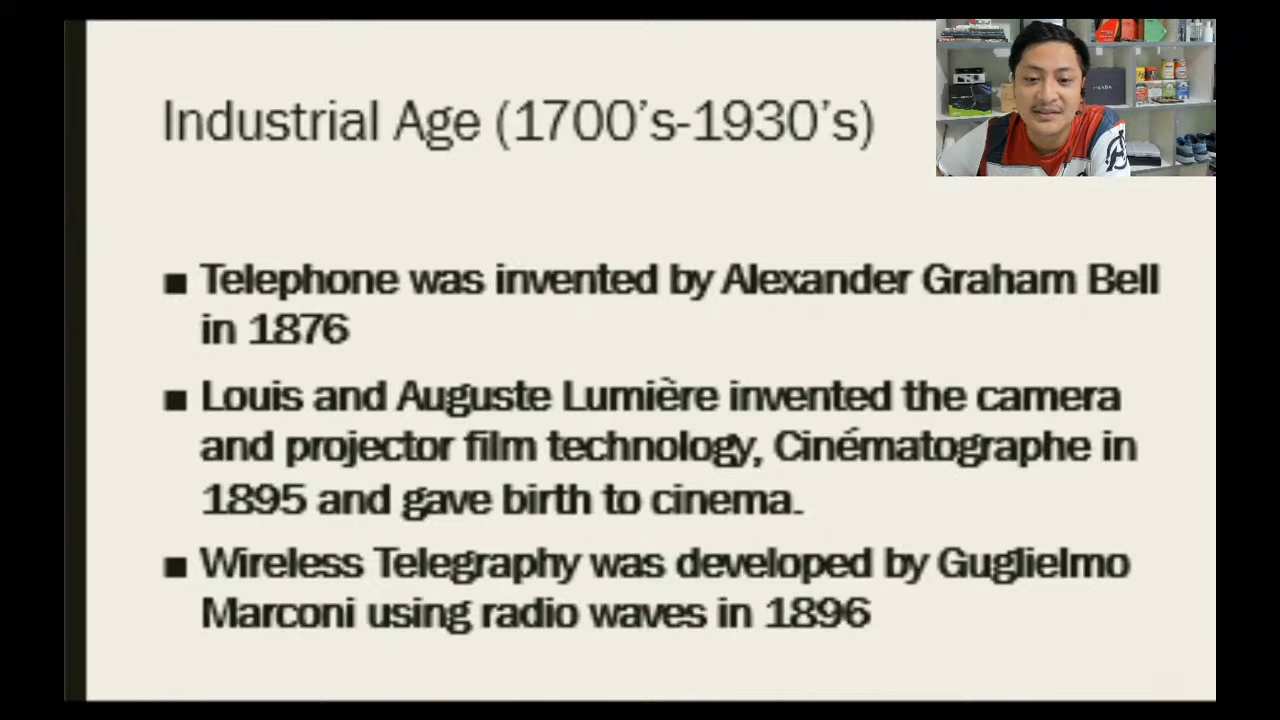 Industrial Age (1700's-1930's)
■ Telephone was invented by Alexander Graham Bell
in 1876
■ Louis and Auguste Lumière invented the camera
and projector film technology, Cinématographe in
1895 and gave birth to cinema.
■ Wireless Telegraphy was developed by Guglielmo
Marconi using radio waves in 1896